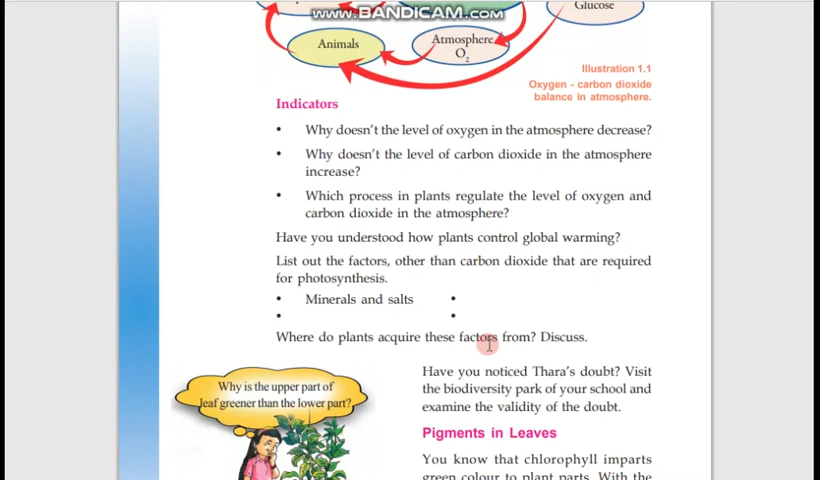 www.BANDICAM.com
Glucose
Animals
Atmosphere
O2
Illustration 1.1
Oxygen - carbon dioxide
balance in atmosphere.
Indicators
• Why doesn't the level of oxygen in the atmosphere decrease?
• Why doesn't the level of carbon dioxide in the atmosphere
increase?
• Which process in plants regulate the level of oxygen and
carbon dioxide in the atmosphere?
Have you understood how plants control global warming?
List out the factors, other than carbon dioxide that are required
for photosynthesis.
• Minerals and salts •
• •
Where do plants acquire these factors from? Discuss.
Why is the upper part of
leaf greener than the lower part?
Have you noticed Thara's doubt? Visit
the biodiversity park of your school and
examine the validity of the doubt.
Pigments in Leaves
You know that chlorophyll imparts
green colour to plant parts. With the